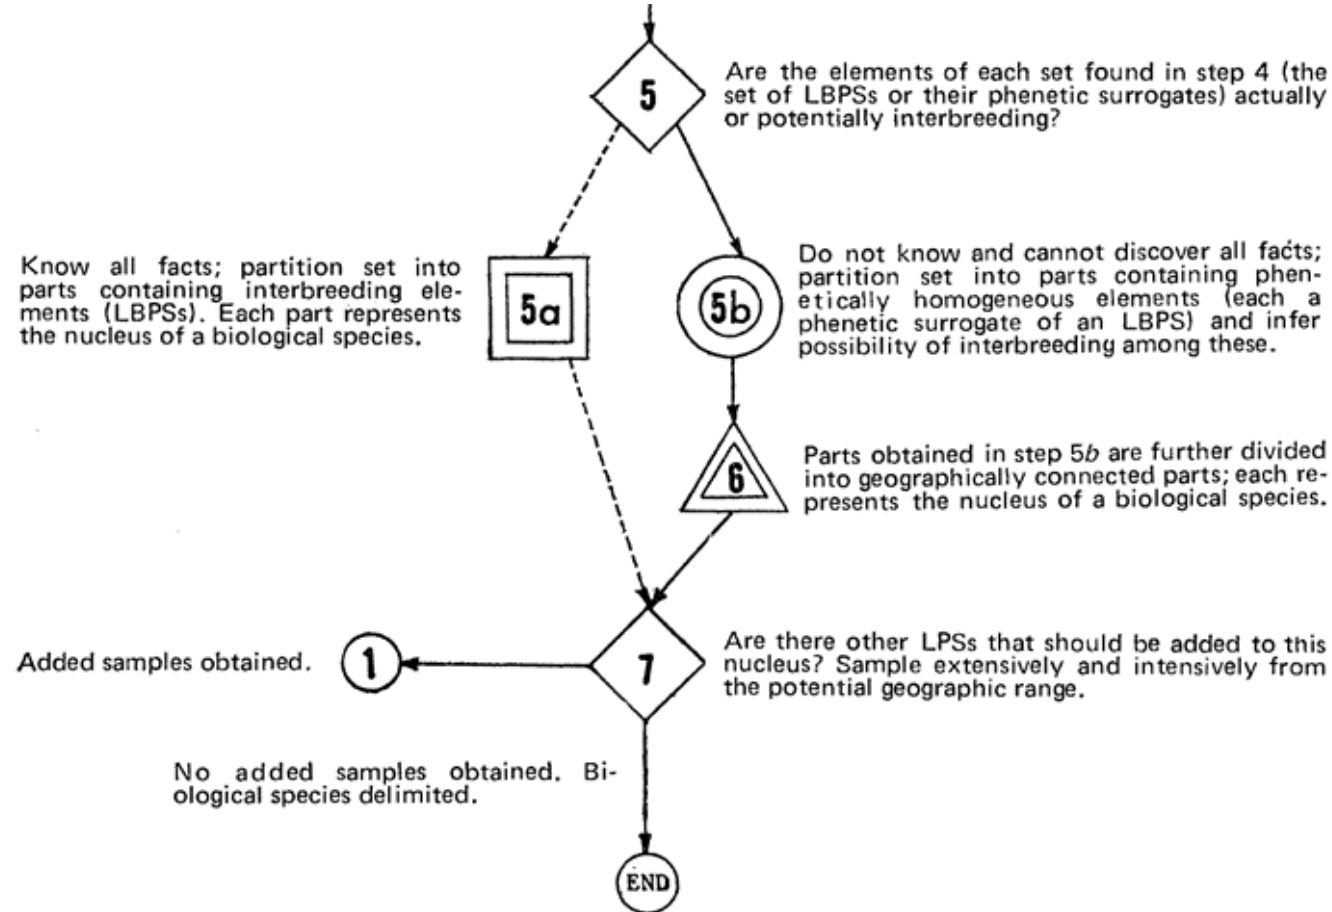 5
Are the elements of each set found in step 4 (the
set of LBPSs or their phenetic surrogates) actually
or potentially interbreeding?
Know all facts; partition set into
parts containing interbreeding ele-
ments (LBPSs). Each part represents
the nucleus of a biological species.
5a
5b
Do not know and cannot discover all facts;
partition set into parts containing phen-
etically homogeneous elements (each a
phenetic surrogate of an LBPS) and infer
possibility of interbreeding among these.
6
Parts obtained in step 5b are further divided
into geographically connected parts; each re-
presents the nucleus of a biological species.
Added samples obtained.
1
7
Are there other LPSs that should be added to this
nucleus? Sample extensively and intensively from
the potential geographic range.
No added samples obtained. Bi-
ological species delimited.
END